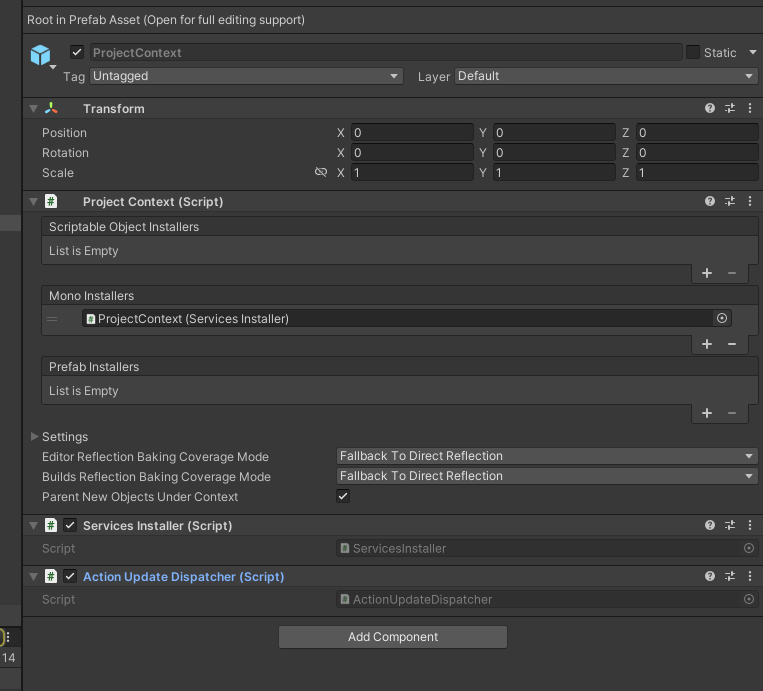 Root in Prefab Asset (Open for full editing support)
ProjectContext Static
Tag Untagged Layer Default
Transform
Position X 0 Y 0 Z 0
Rotation X 0 Y 0 Z 0
Scale X 1 Y 1 Z 1
# Project Context (Script)
Scriptable Object Installers
List is Empty
+ −
Mono Installers
# ProjectContext (Services Installer)
+ −
Prefab Installers
List is Empty
+ −
Settings
Editor Reflection Baking Coverage Mode Fallback To Direct Reflection
Builds Reflection Baking Coverage Mode Fallback To Direct Reflection
Parent New Objects Under Context
# Services Installer (Script)
Script # ServicesInstaller
# Action Update Dispatcher (Script)
Script # ActionUpdateDispatcher
Add Component
14